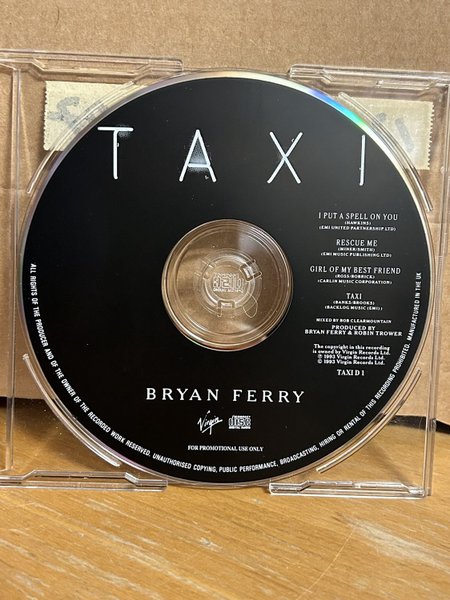 TAXI
I PUT A SPELL ON YOU
(HAWKINS)
(EMI UNITED PARTNERSHIP LTD)
RESCUE ME
(MINER/SMITH)
(EMI MUSIC PUBLISHING LTD)
GIRL OF MY BEST FRIEND
(ROSS/BOBRICK)
(CARLIN MUSIC CORPORATION)
TAXI
(BANKS/BROOKS)
(BACKLOG MUSIC (EMI))
MIXED BY BOB CLEARMOUNTAIN
PRODUCED BY
BRYAN FERRY & ROBIN TROWER
The copyright in this recording
is owned by Virgin Records Ltd.
℗ 1993 Virgin Records Ltd.
© 1993 Virgin Records Ltd.
TAXI D 1
BRYAN FERRY
Virgin
COMPACT
disc
DIGITAL AUDIO
FOR PROMOTIONAL USE ONLY
ALL RIGHTS OF THE PRODUCER AND OF THE OWNER OF THE RECORDED WORK RESERVED. UNAUTHORISED COPYING, PUBLIC PERFORMANCE, BROADCASTING, HIRING OR RENTAL OF THIS RECORDING PROHIBITED. MANUFACTURED IN THE UK